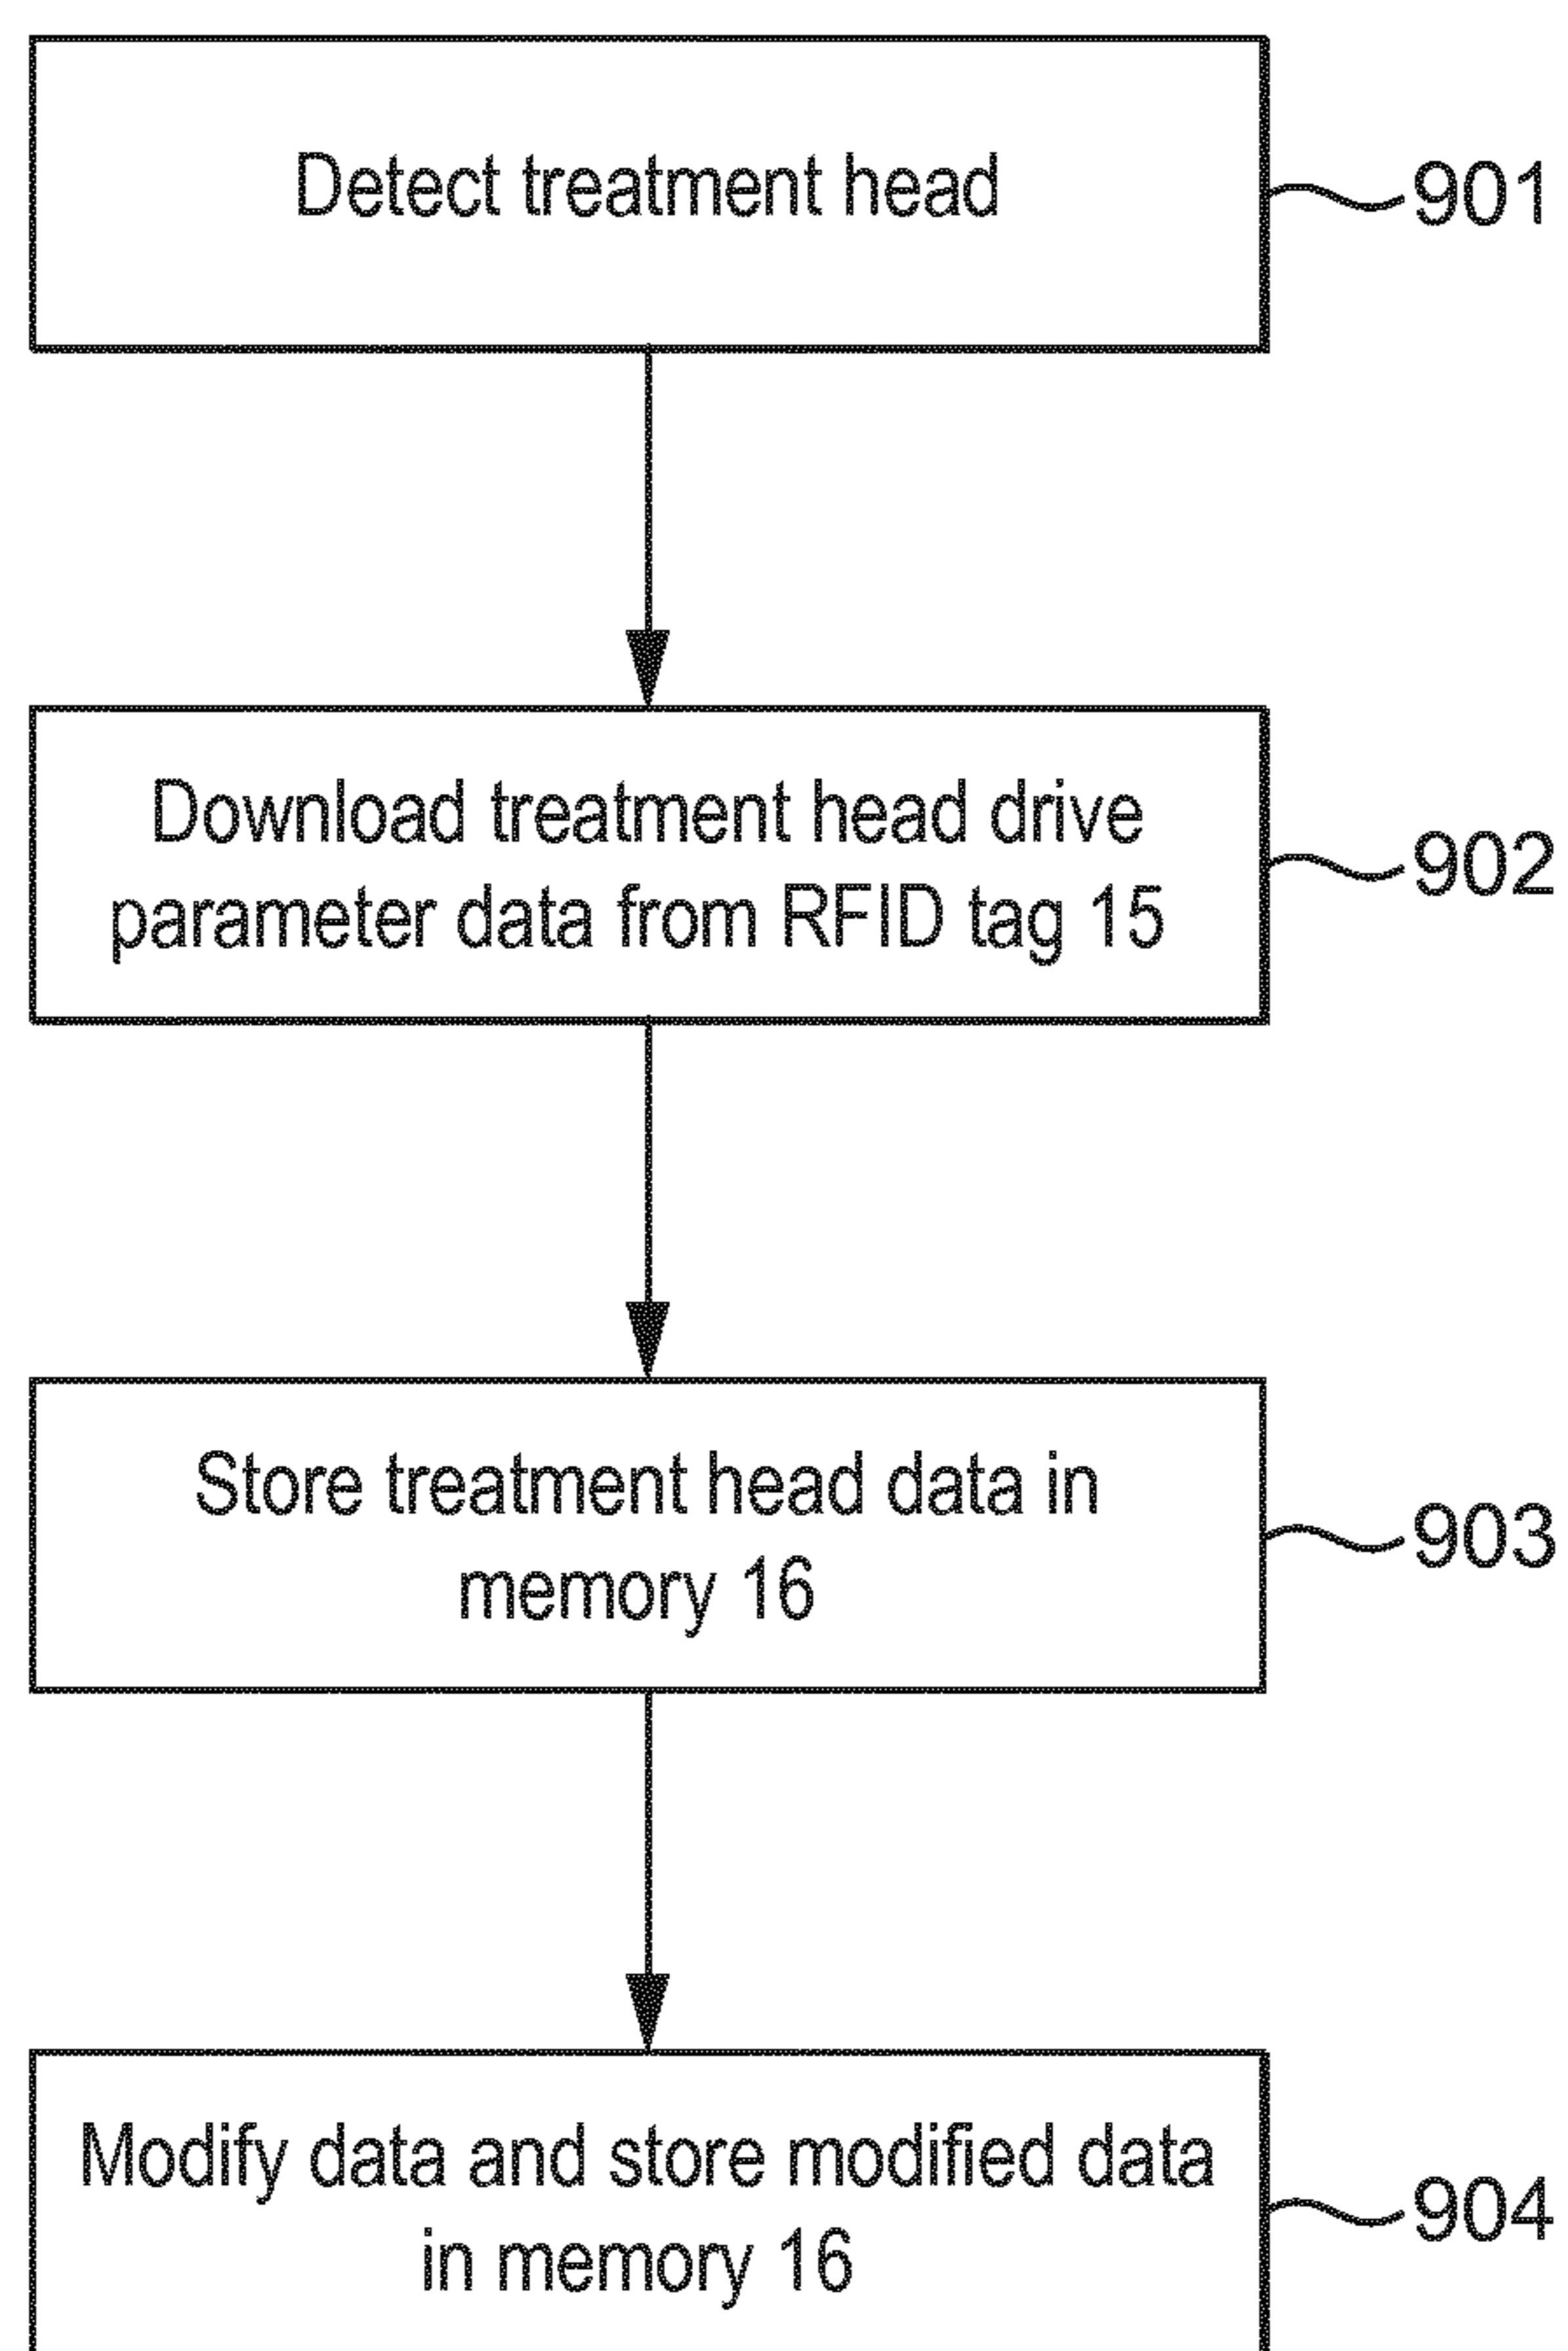 Detect treatment head
901
Download treatment head drive
parameter data from RFID tag 15
902
Store treatment head data in
memory 16
903
Modify data and store modified data
in memory 16
904